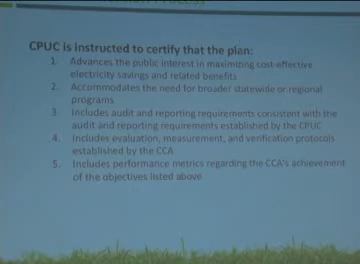 CPUC is instructed to certify that the plan:
1. Advances the public interest in maximizing cost effective
electricity savings and related benefits
2. Accommodates the need for broader statewide or regional
programs
3. Includes audit and reporting requirements consistent with the
audit and reporting requirements established by the CPUC
4. Includes evaluation, measurement, and verification protocols
established by the CCA
5. Includes performance metrics regarding the CCA's achievement
of the objectives listed above